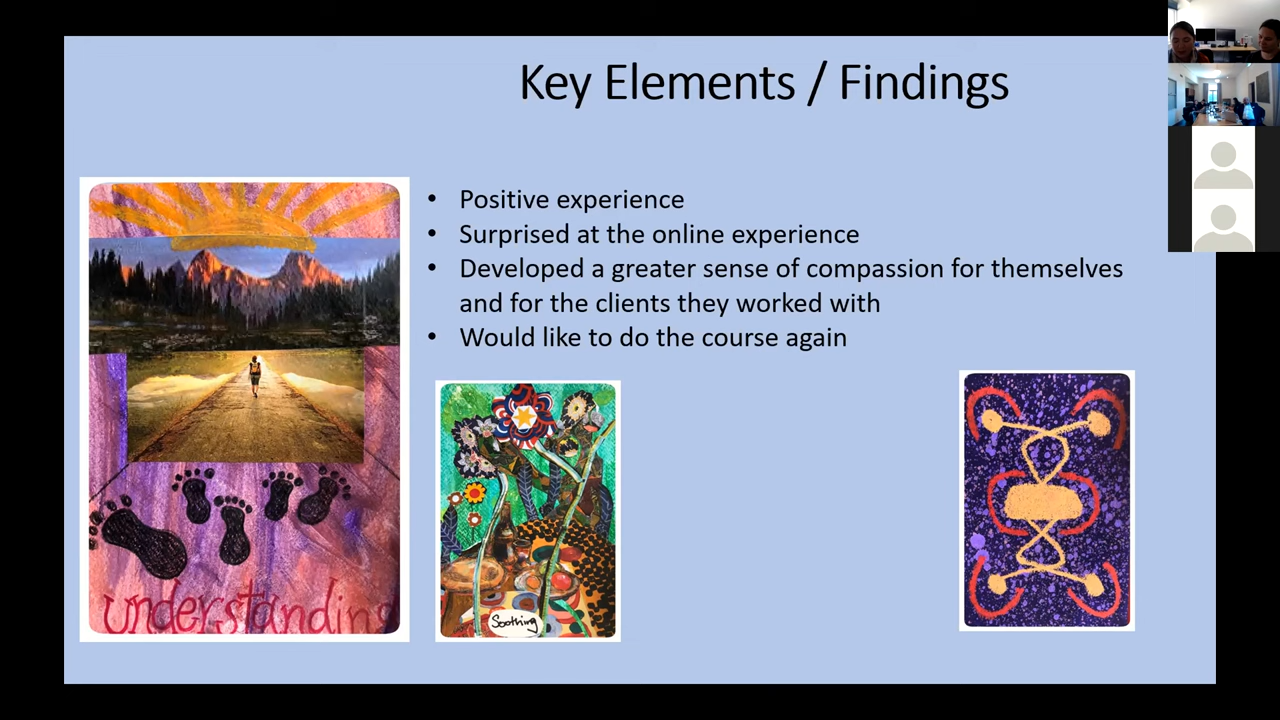 Key Elements / Findings
• Positive experience
• Surprised at the online experience
• Developed a greater sense of compassion for themselves
and for the clients they worked with
• Would like to do the course again
understanding
Soothing